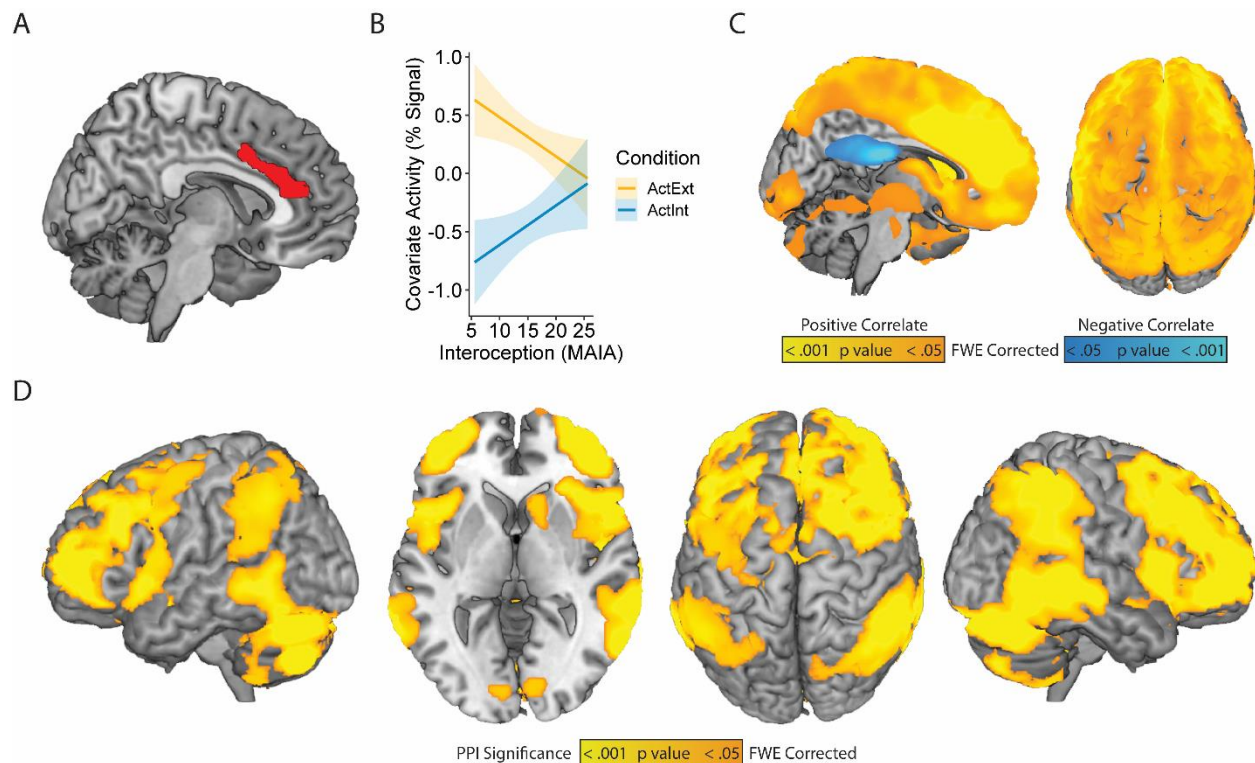 A
B
C
1.0
0.5
0.0
-0.5
-1.0
Covariate Activity (% Signal)
5 10 15 20 25
Interoception (MAIA)
Condition
ActExt
ActInt
Positive Correlate
Negative Correlate
< .001 p value < .05 FWE Corrected < .05 p value < .001
D
PPI Significance < .001 p value < .05 FWE Corrected